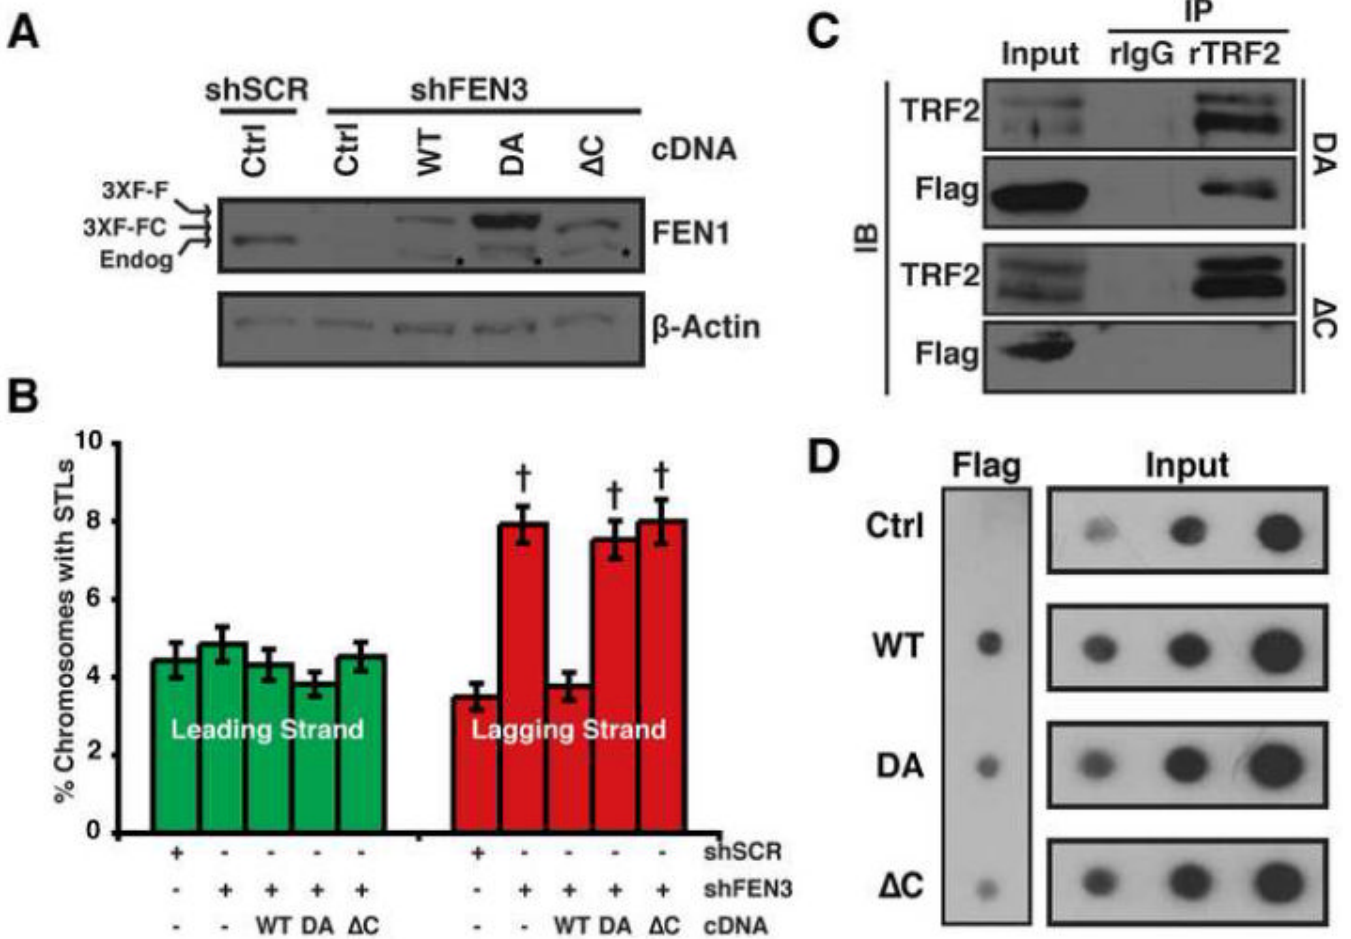 A
shSCR shFEN3
Ctrl Ctrl WT DA ΔC cDNA
3XF-F
3XF-FC
Endog
FEN1
β-Actin
B
% Chromosomes with STLs
10
8
6
4
2
0
† † †
Leading Strand Lagging Strand
+ - - - - + - - - - shSCR
- + + + + - + + + + shFEN3
- - WT DA ΔC - - WT DA ΔC cDNA
C
IP
Input rIgG rTRF2
IB
TRF2
Flag
DA
TRF2
Flag
ΔC
D
Flag Input
Ctrl
WT
DA
ΔC